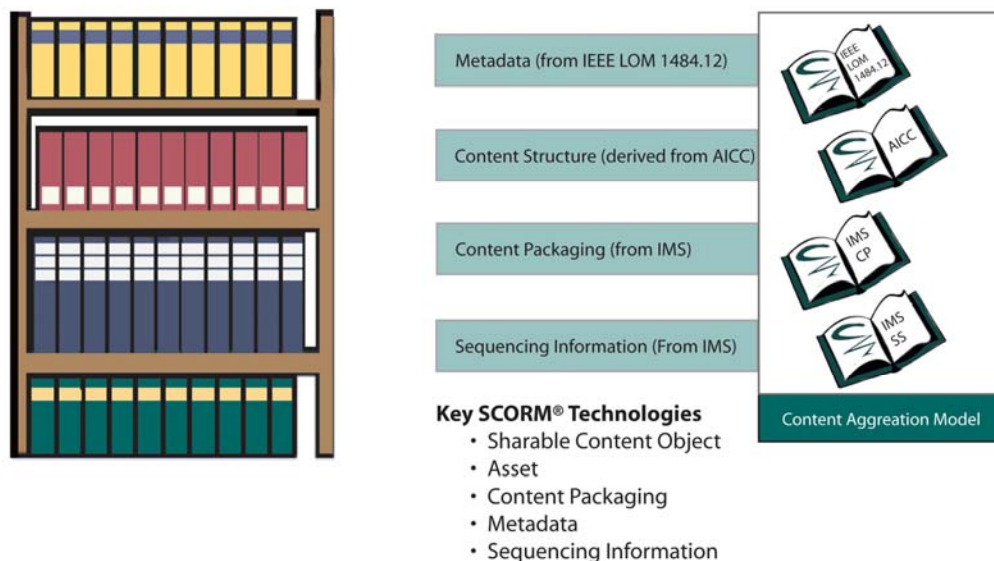 Metadata (from IEEE LOM 1484.12)
IEEE
LOM
1484.12
Content Structure (derived from AICC)
AICC
Content Packaging (from IMS)
IMS
CP
Sequencing Information (From IMS)
IMS
SS
Content Aggreation Model
Key SCORM® Technologies
• Sharable Content Object
• Asset
• Content Packaging
• Metadata
• Sequencing Information